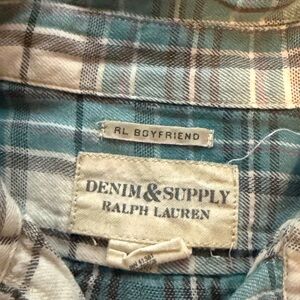 RL BOYFRIEND
DENIM & SUPPLY
RALPH LAUREN